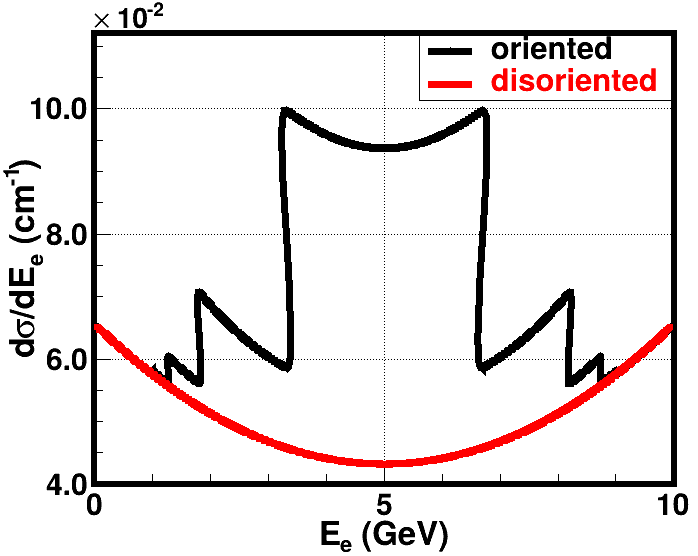 ×10⁻²
oriented
disoriented
10.0
8.0
6.0
4.0
dσ/dEₑ (cm⁻¹)
0
5
10
Eₑ (GeV)